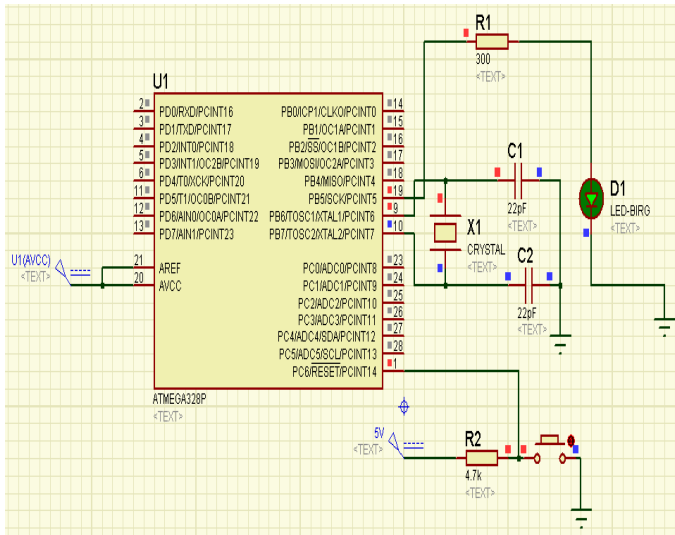 R1
300
<TEXT>
U1
2 PD0/RXD/PCINT16 PB0/ICP1/CLKO/PCINT0 14
3 PD1/TXD/PCINT17 PB1/OC1A/PCINT1 15
4 PD2/INT0/PCINT18 PB2/SS/OC1B/PCINT2 16
5 PD3/INT1/OC2B/PCINT19 PB3/MOSI/OC2A/PCINT3 17
6 PD4/T0/XCK/PCINT20 PB4/MISO/PCINT4 18
11 PD5/T1/OC0B/PCINT21 PB5/SCK/PCINT5 19
12 PD6/AIN0/OC0A/PCINT22 PB6/TOSC1/XTAL1/PCINT6 9
13 PD7/AIN1/PCINT23 PB7/TOSC2/XTAL2/PCINT7 10
21 AREF PC0/ADC0/PCINT8 23
20 AVCC PC1/ADC1/PCINT9 24
PC2/ADC2/PCINT10 25
PC3/ADC3/PCINT11 26
PC4/ADC4/SDA/PCINT12 27
PC5/ADC5/SCL/PCINT13 28
PC6/RESET/PCINT14 1
ATMEGA328P
<TEXT>
U1(AVCC)
<TEXT>
C1
22pF
<TEXT>
X1
CRYSTAL
<TEXT>
C2
22pF
<TEXT>
D1
LED-BIRG
<TEXT>
5V
<TEXT>
R2
4.7k
<TEXT>